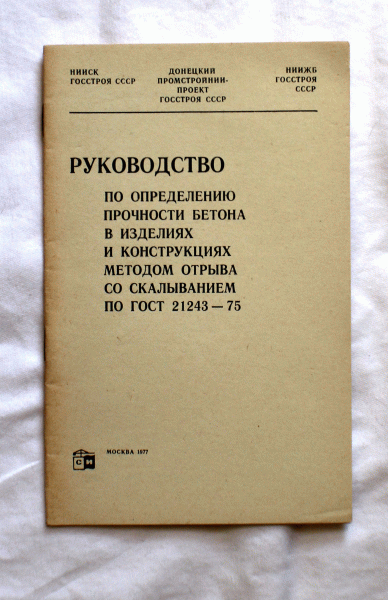 НИИСК
ГОССТРОЯ СССР
ДОНЕЦКИЙ
ПРОМСТРОЙНИИ-
ПРОЕКТ
ГОССТРОЯ СССР
НИИЖБ
ГОССТРОЯ
СССР
РУКОВОДСТВО
ПО ОПРЕДЕЛЕНИЮ
ПРОЧНОСТИ БЕТОНА
В ИЗДЕЛИЯХ
И КОНСТРУКЦИЯХ
МЕТОДОМ ОТРЫВА
СО СКАЛЫВАНИЕМ
ПО ГОСТ 21243—75
СИ
МОСКВА 1977